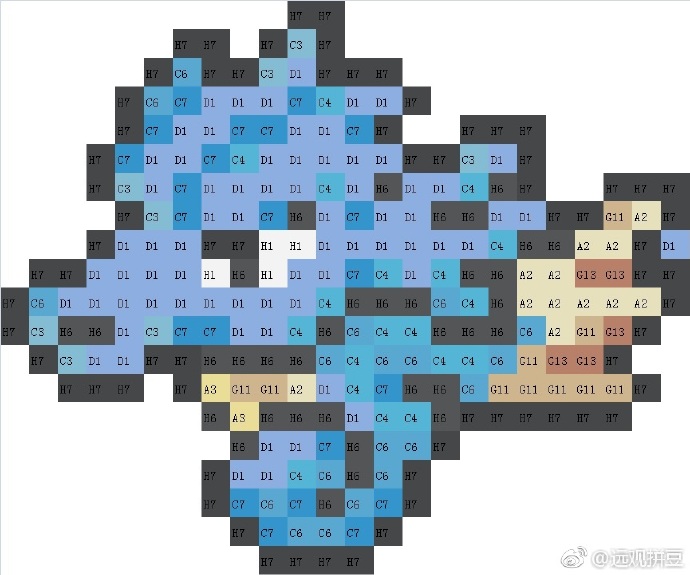 H7 H7
H7 H7 H7 C3 H7
H7 C6 H7 H7 C3 D1 H7 H7 H7
H7 C6 C7 D1 D1 D1 C7 C4 D1 D1 H7
H7 C7 D1 D1 C7 C7 D1 D1 C7 H7 H7 H7 H7
H7 C7 D1 D1 C7 C4 D1 D1 D1 D1 D1 H7 H7 C3 D1 H7
H7 C3 D1 C7 D1 D1 D1 D1 C4 D1 H6 D1 D1 C4 H6 H7 H7 H7 H7
H7 C3 C7 D1 D1 C7 H6 D1 C7 C7 D1 H6 H6 D1 D1 H7 H7 G11 A2 H7
H7 D1 D1 D1 H7 H7 H1 H1 D1 D1 D1 D1 D1 D1 C4 H6 H6 A2 A2 H7 D1
H7 H7 D1 D1 D1 D1 H1 H6 H1 D1 D1 C7 C4 D1 C4 H6 H6 A2 A2 G13 G13 H7 H7
H7 C6 D1 D1 D1 D1 D1 D1 D1 D1 D1 C4 H6 H6 H6 C6 C4 H6 A2 A2 A2 A2 A2 H7
H7 C3 H6 H6 D1 C3 C7 C7 D1 D1 C4 H6 C6 C4 C4 H6 H6 H6 C6 A2 G11 G13 H7
H7 C3 D1 D1 H7 H7 H6 H6 H6 H6 C6 C4 C6 C6 C4 C4 C6 G11 G13 G13 H7
H7 H7 H7 H7 A3 G11 G11 A2 D1 C4 C7 H6 H6 C6 G11 G11 G11 G11 G11 H7
H6 A3 H6 H6 H6 D1 C4 C4 H6 H7 H7 H7 H7 H7 H7
H6 D1 D1 C7 H6 C6 C6 C6 H7
H7 D1 D1 C4 C6 H6 C6 H7
H7 C7 C6 C7 H6 C6 C7 H7
H7 C7 C6 C6 C7 H7
H7 H7 H7 H7
@远观拼豆